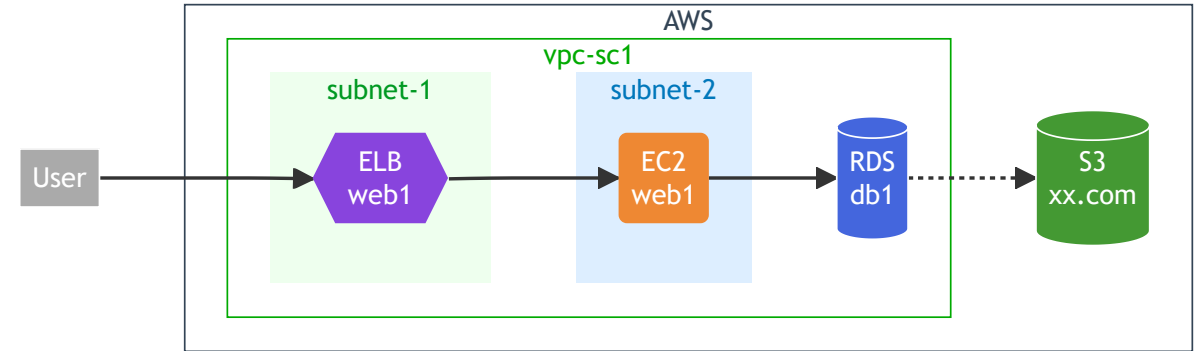 AWS
vpc-sc1
subnet-1
subnet-2
User
ELB
web1
EC2
web1
RDS
db1
S3
xx.com